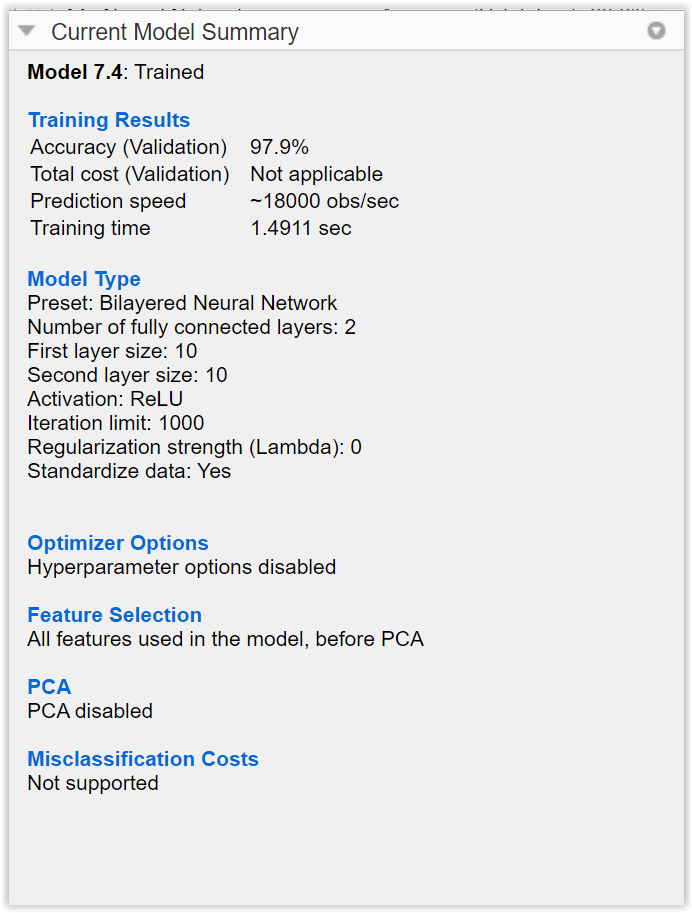 Current Model Summary
Model 7.4: Trained
Training Results
Accuracy (Validation) 97.9%
Total cost (Validation) Not applicable
Prediction speed ~18000 obs/sec
Training time 1.4911 sec
Model Type
Preset: Bilayered Neural Network
Number of fully connected layers: 2
First layer size: 10
Second layer size: 10
Activation: ReLU
Iteration limit: 1000
Regularization strength (Lambda): 0
Standardize data: Yes
Optimizer Options
Hyperparameter options disabled
Feature Selection
All features used in the model, before PCA
PCA
PCA disabled
Misclassification Costs
Not supported